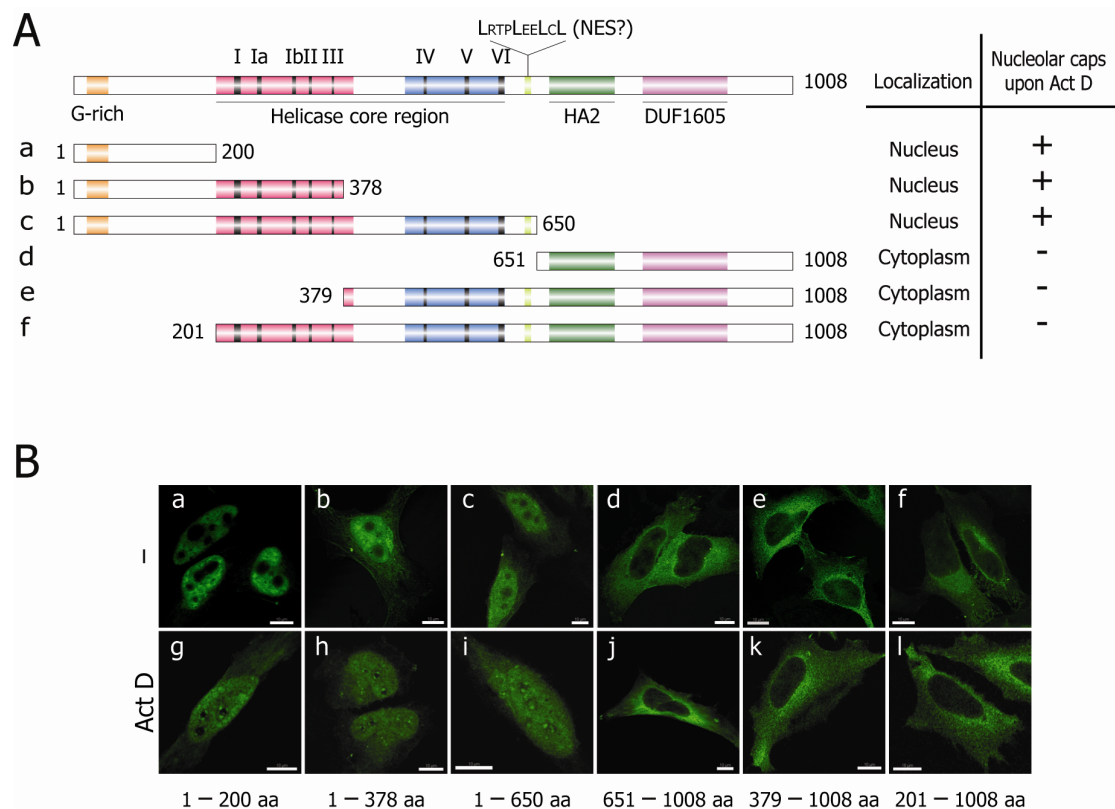 A
LRTPLEELCL (NES?)
I Ia IbII III IV V VI
1008
G-rich
Helicase core region
HA2
DUF1605
Localization
Nucleolar caps
upon Act D
a 1 200 Nucleus +
b 1 378 Nucleus +
c 1 650 Nucleus +
d 651 1008 Cytoplasm -
e 379 1008 Cytoplasm -
f 201 1008 Cytoplasm -
B
a b c d e f
–
g h i j k l
Act D
1 – 200 aa 1 – 378 aa 1 – 650 aa 651 – 1008 aa 379 – 1008 aa 201 – 1008 aa